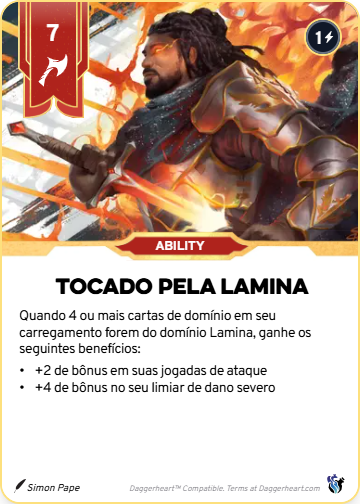 7
1
ABILITY
TOCADO PELA LAMINA
Quando 4 ou mais cartas de domínio em seu
carregamento forem do domínio Lamina, ganhe os
seguintes benefícios:
• +2 de bônus em suas jogadas de ataque
• +4 de bônus no seu limiar de dano severo
Simon Pape
Daggerheart™ Compatible. Terms at Daggerheart.com